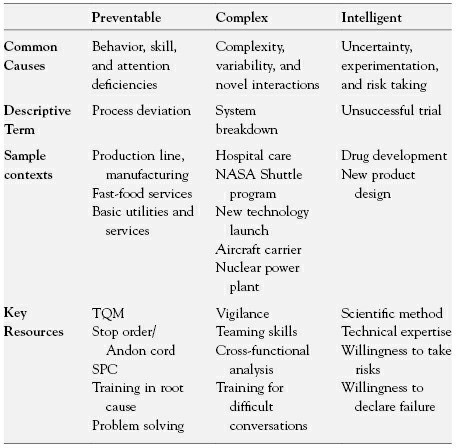 Preventable Complex Intelligent
Common Behavior, skill, Complexity, Uncertainty,
Causes and attention variability, and experimentation,
deficiencies novel interactions and risk taking
Descriptive Process deviation System Unsuccessful trial
Term breakdown
Sample Production line, Hospital care Drug development
contexts manufacturing NASA Shuttle New product
Fast-food services program design
Basic utilities and New technology
services launch
Aircraft carrier
Nuclear power
plant
Key TQM Vigilance Scientific method
Resources Stop order/ Teaming skills Technical expertise
Andon cord Cross-functional Willingness to take
SPC analysis risks
Training in root Training for Willingness to
cause difficult declare failure
Problem solving conversations